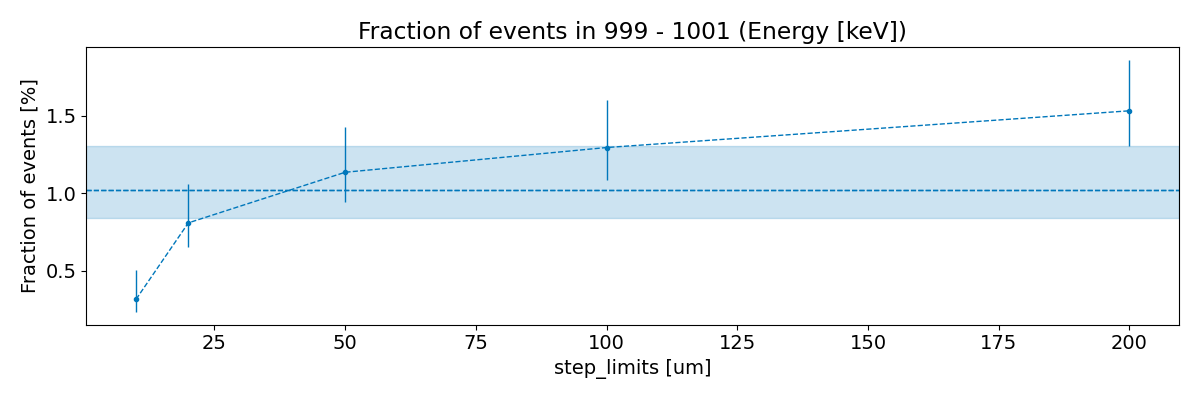 Fraction of events in 999 - 1001 (Energy [keV])
Fraction of events [%]
1.5
1.0
0.5
25 50 75 100 125 150 175 200
step_limits [um]